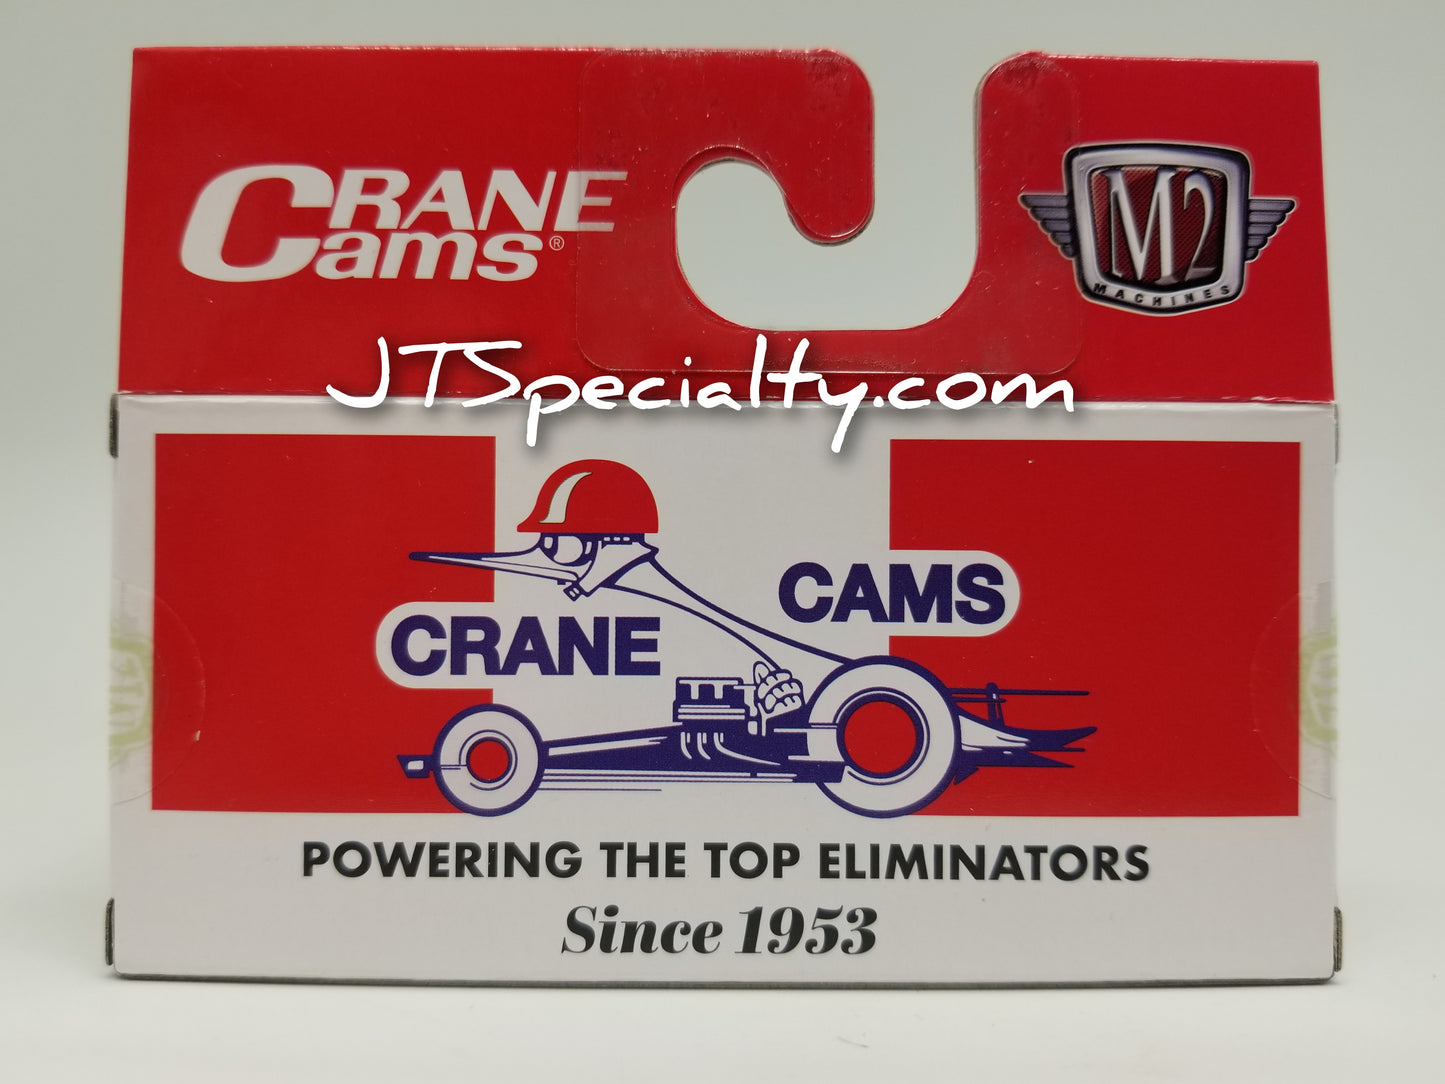 CRANE
Cams®
M2
MACHINES
JTSpecialty.com
CRANE CAMS
POWERING THE TOP ELIMINATORS
Since 1953